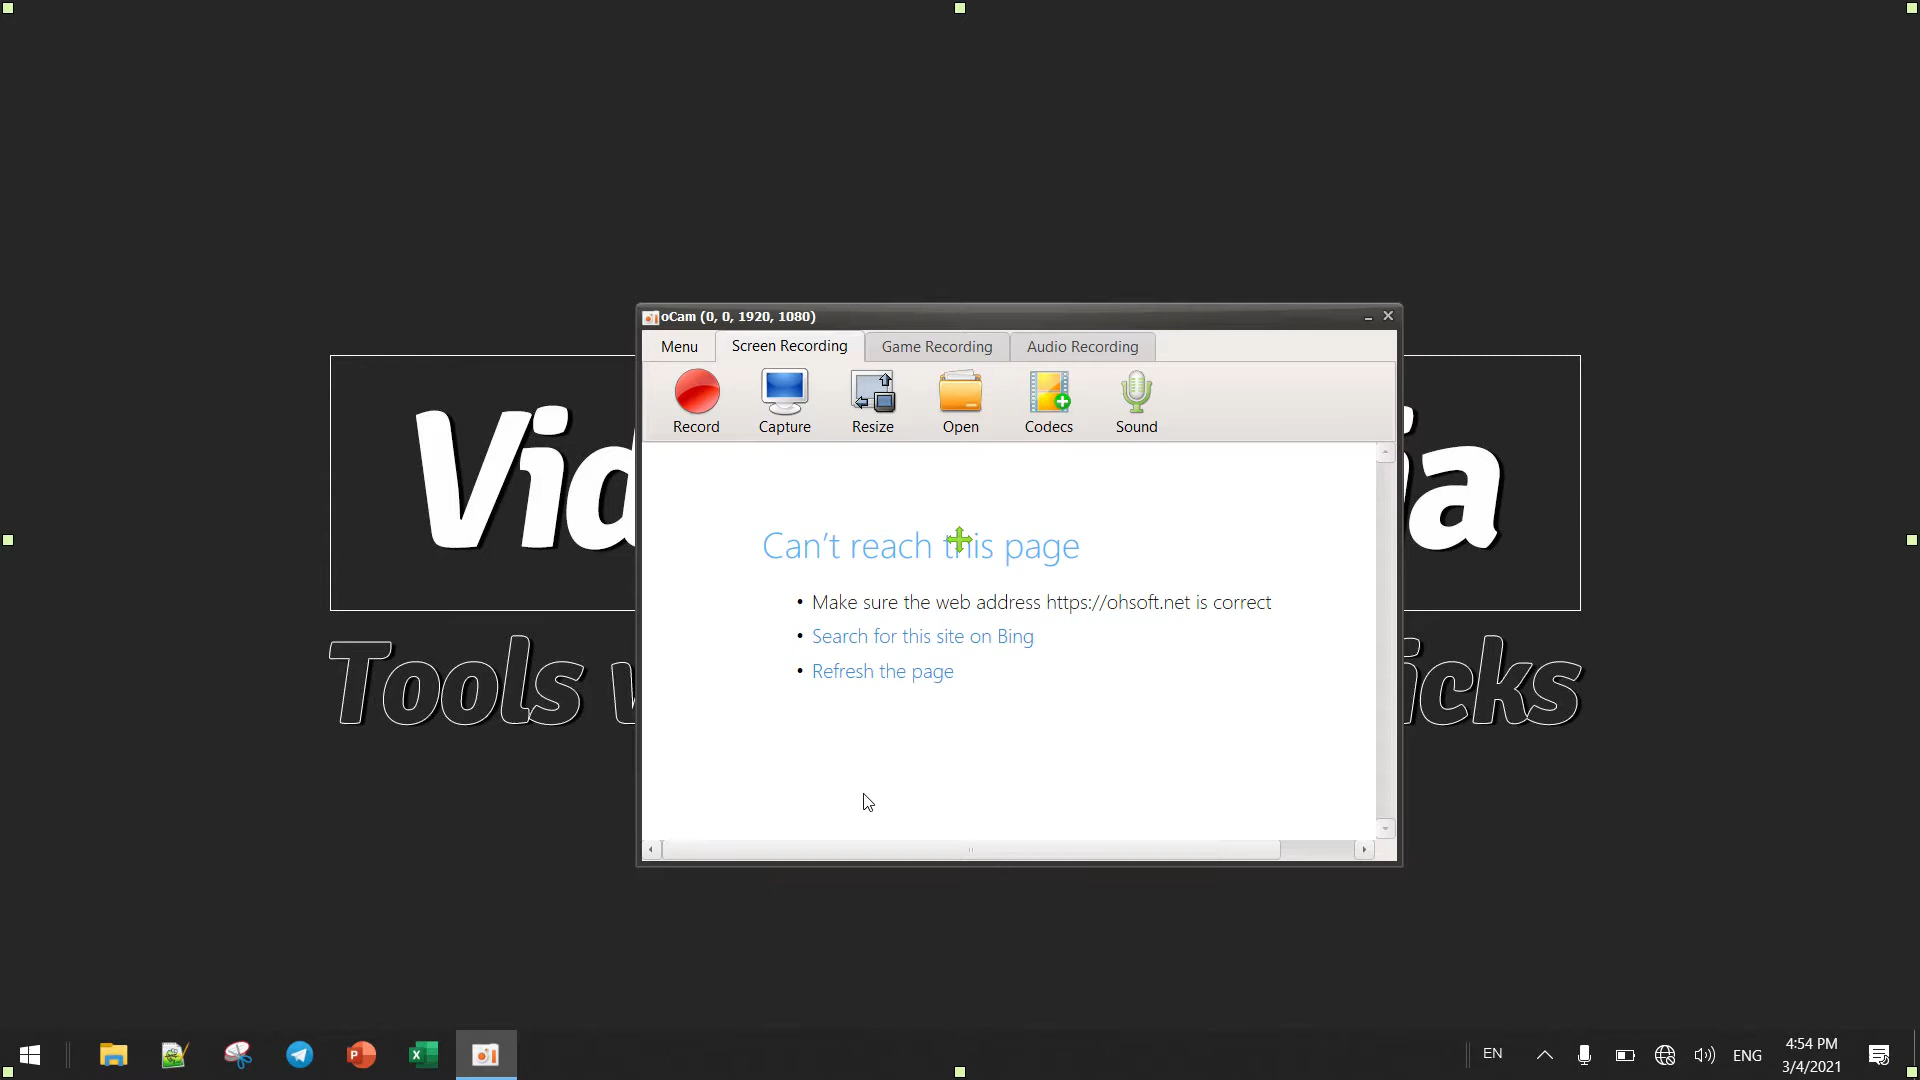 oCam (0, 0, 1920, 1080)
Menu
Screen Recording
Game Recording
Audio Recording
Record
Capture
Resize
Open
Codecs
Sound
Can't reach this page
• Make sure the web address https://ohsoft.net is correct
• Search for this site on Bing
• Refresh the page
Tools
EN
ENG
4:54 PM
3/4/2021